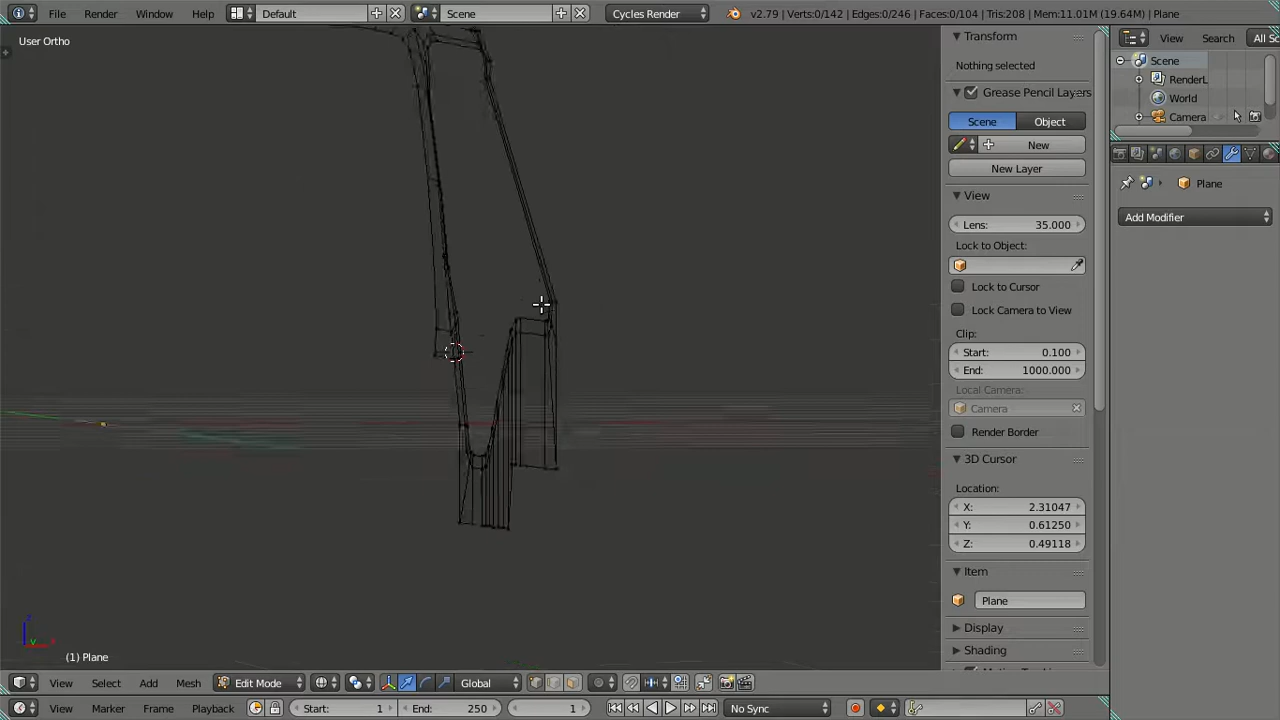 File Render Window Help Default Scene Cycles Render v2.79 | Verts:0/142 | Edges:0/246 | Faces:0/104 | Tris:208 | Mem:11.01M (19.64M) | Plane
User Ortho
Transform
Nothing selected
Grease Pencil Layers
Scene Object
New
New Layer
View
Lens: 35.000
Lock to Object:
Lock to Cursor
Lock Camera to View
Clip:
Start: 0.100
End: 1000.000
Local Camera:
Camera
Render Border
3D Cursor
Location:
X: 2.31047
Y: 0.61250
Z: 0.49118
Item
Plane
Display
Shading
View Search All Sc
Scene
RenderL
World
Camera
Plane
Add Modifier
z
y x
(1) Plane
View Select Add Mesh Edit Mode Global
View Marker Frame Playback Start: 1 End: 250 1 No Sync